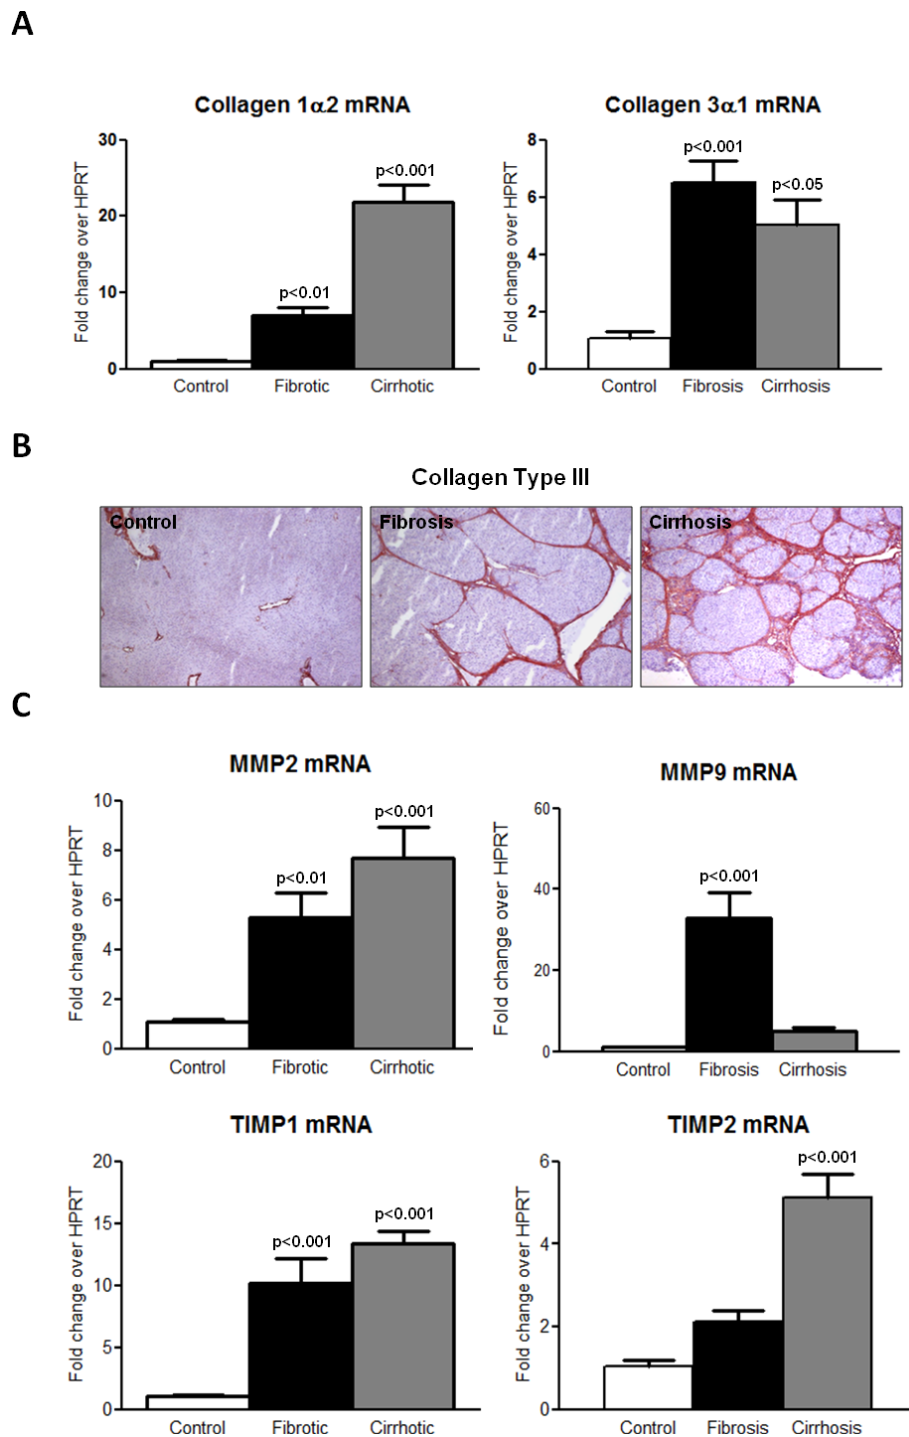 A
Collagen 1α2 mRNA
Fold change over HPRT
30
20
10
0
p<0.01
p<0.001
Control Fibrotic Cirrhotic
Collagen 3α1 mRNA
Fold change over HPRT
8
6
4
2
0
p<0.001
p<0.05
Control Fibrosis Cirrhosis
B
Collagen Type III
Control
Fibrosis
Cirrhosis
C
MMP2 mRNA
Fold change over HPRT
10
8
6
4
2
0
p<0.01
p<0.001
Control Fibrotic Cirrhotic
MMP9 mRNA
Fold change over HPRT
60
40
20
0
p<0.001
Control Fibrosis Cirrhosis
TIMP1 mRNA
Fold change over HPRT
20
15
10
5
0
p<0.001
p<0.001
Control Fibrotic Cirrhotic
TIMP2 mRNA
Fold change over HPRT
6
4
2
0
p<0.001
Control Fibrosis Cirrhosis